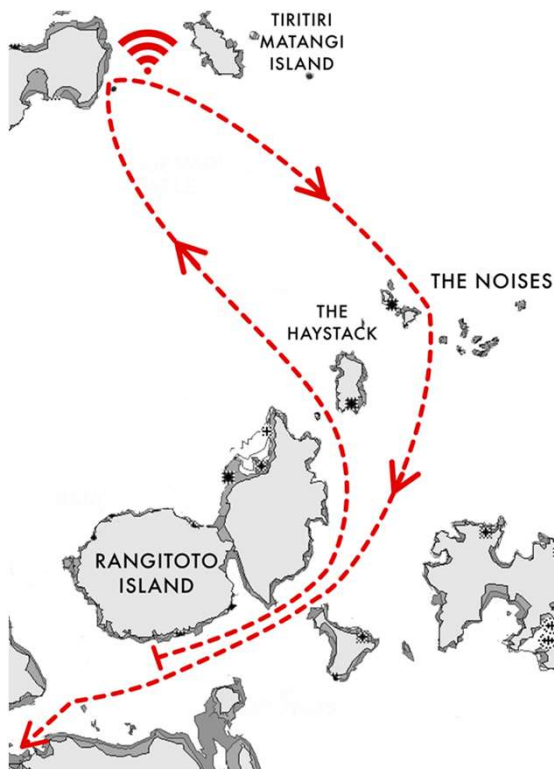 TIRITIRI
MATANGI
ISLAND
THE NOISES
THE
HAYSTACK
RANGITOTO
ISLAND